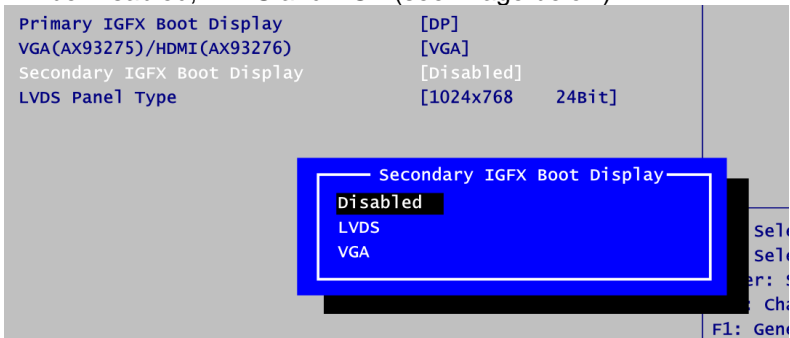 Primary IGFX Boot Display [DP]
VGA(AX93275)/HDMI(AX93276) [VGA]
Secondary IGFX Boot Display [Disabled]
LVDS Panel Type [1024x768 24Bit]
Secondary IGFX Boot Display
Disabled
LVDS
VGA
F1: